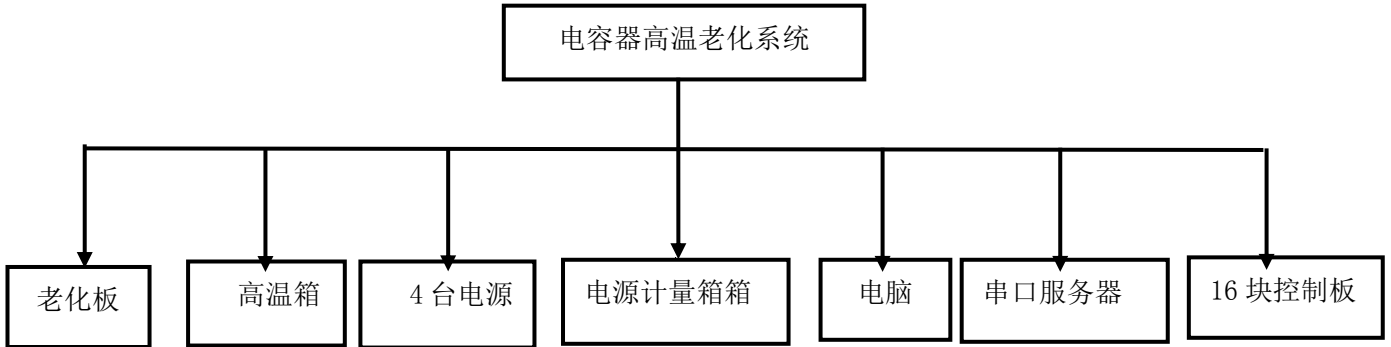 电容器高温老化系统
老化板
高温箱
4 台电源
电源计量箱箱
电脑
串口服务器
16 块控制板